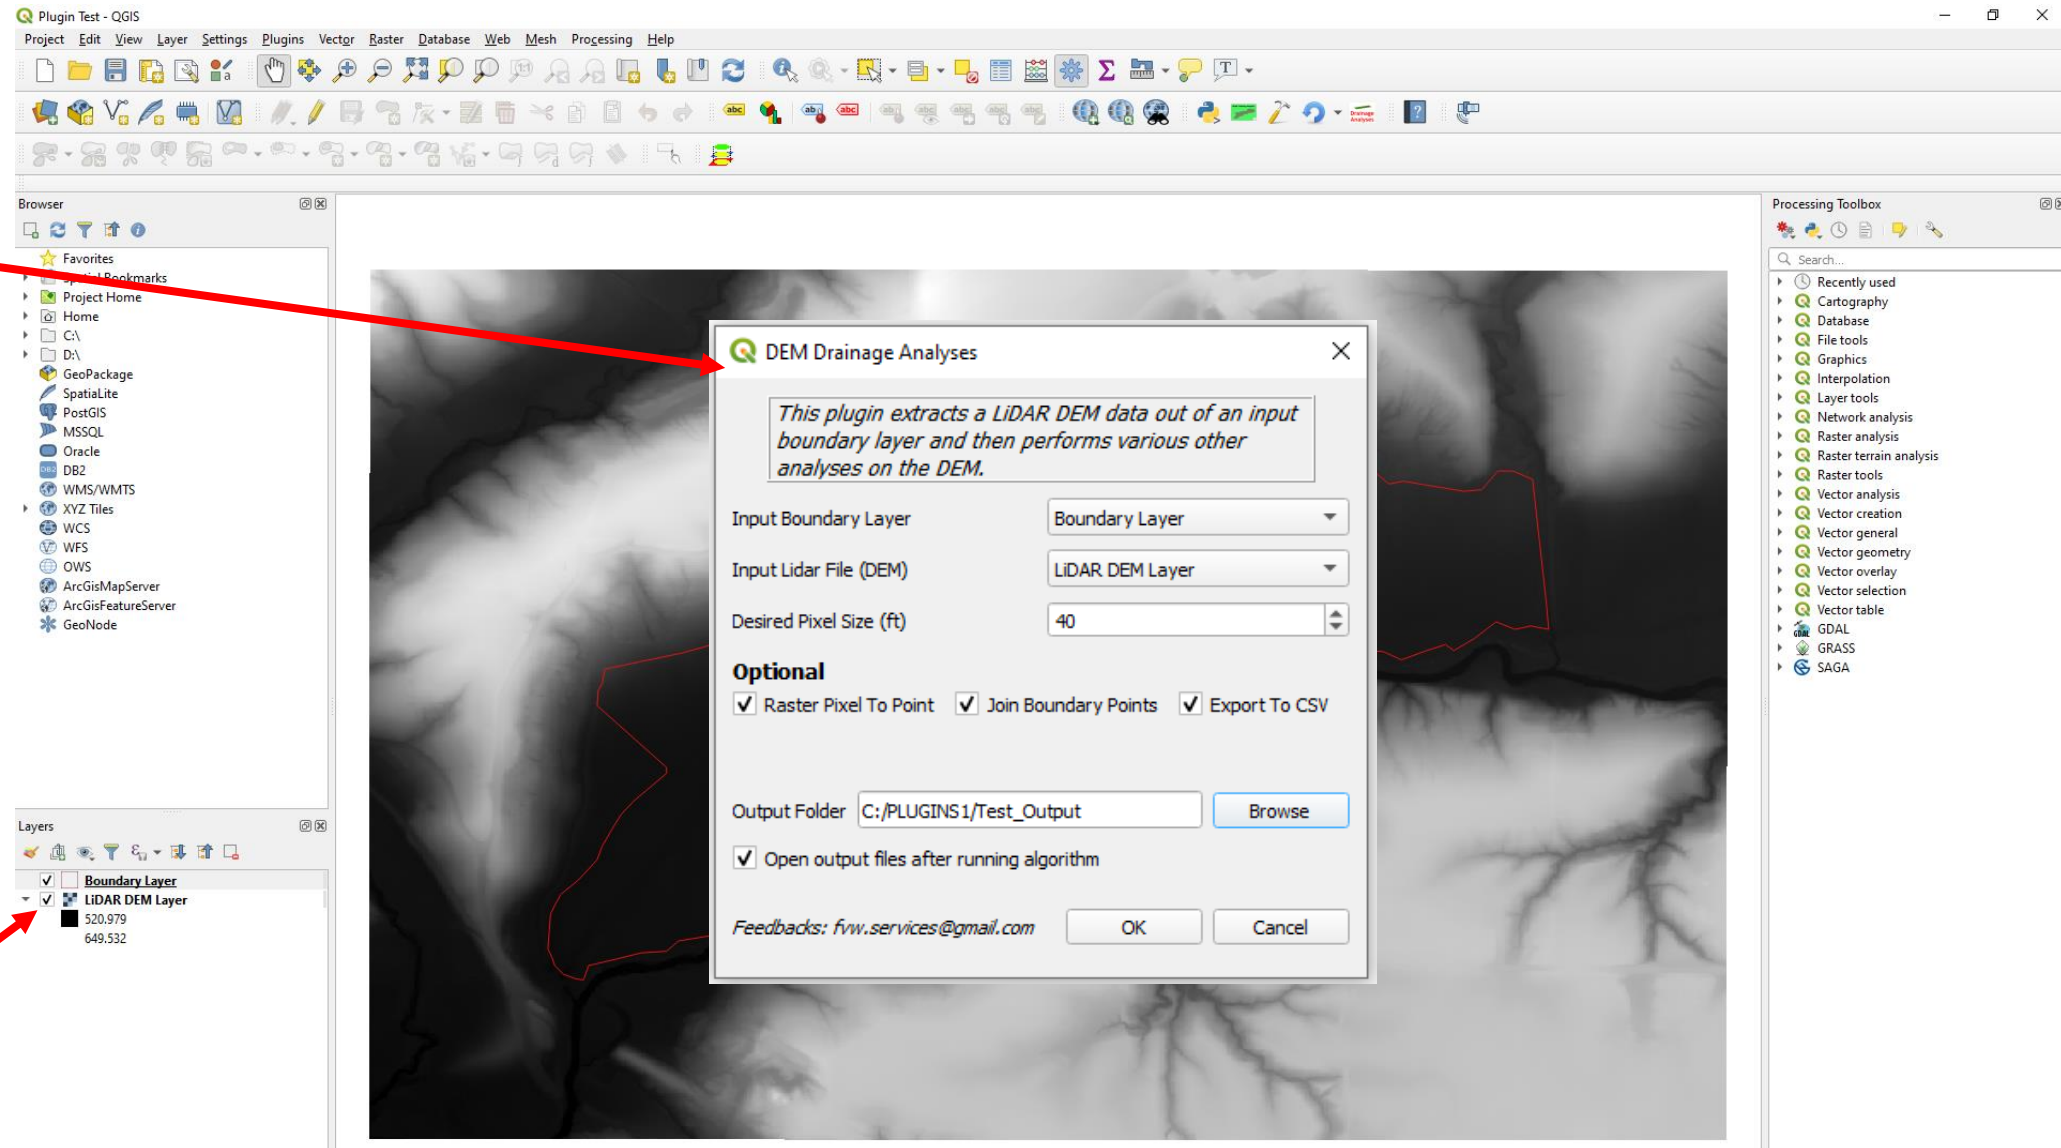 Plugin Test - QGIS
Project Edit View Layer Settings Plugins Vector Raster Database Web Mesh Processing Help
Browser
Favorites
Spatial Bookmarks
Project Home
Home
C:\
D:\
GeoPackage
SpatiaLite
PostGIS
MSSQL
Oracle
DB2
WMS/WMTS
XYZ Tiles
WCS
WFS
OWS
ArcGisMapServer
ArcGisFeatureServer
GeoNode
Layers
Boundary Layer
LiDAR DEM Layer
520.979
649.532
DEM Drainage Analyses
This plugin extracts a LiDAR DEM data out of an input
boundary layer and then performs various other
analyses on the DEM.
Input Boundary Layer Boundary Layer
Input Lidar File (DEM) LiDAR DEM Layer
Desired Pixel Size (ft) 40
Optional
Raster Pixel To Point Join Boundary Points Export To CSV
Output Folder C:/PLUGINS1/Test_Output Browse
Open output files after running algorithm
Feedbacks: fvw.services@gmail.com OK Cancel
Processing Toolbox
Search...
Recently used
Cartography
Database
File tools
Graphics
Interpolation
Layer tools
Network analysis
Raster analysis
Raster terrain analysis
Raster tools
Vector analysis
Vector creation
Vector general
Vector geometry
Vector overlay
Vector selection
Vector table
GDAL
GRASS
SAGA